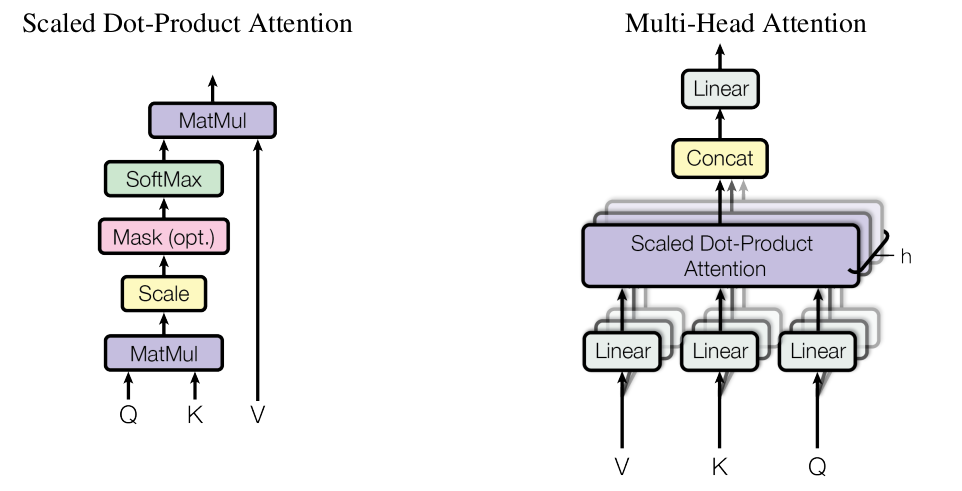 Scaled Dot-Product Attention
MatMul
SoftMax
Mask (opt.)
Scale
MatMul
Q K V
Multi-Head Attention
Linear
Concat
Scaled Dot-Product
Attention
h
Linear Linear Linear
V K Q